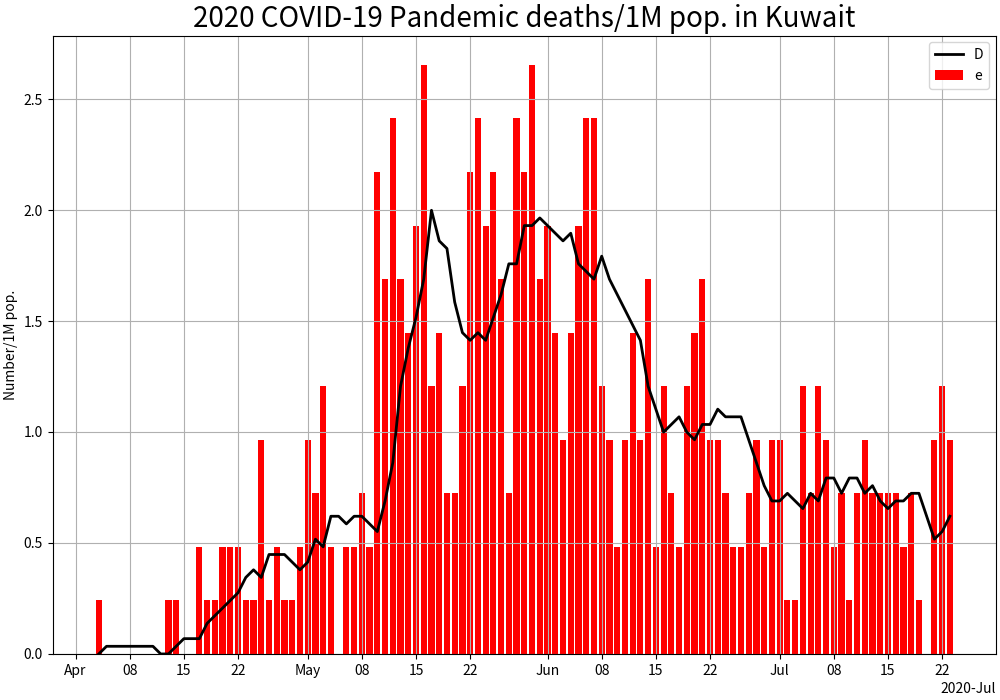 2020 COVID-19 Pandemic deaths/1M pop. in Kuwait
D
e
Number/1M pop.
2.5
2.0
1.5
1.0
0.5
0.0
Apr 08 15 22 May 08 15 22 Jun 08 15 22 Jul 08 15 22
2020-Jul